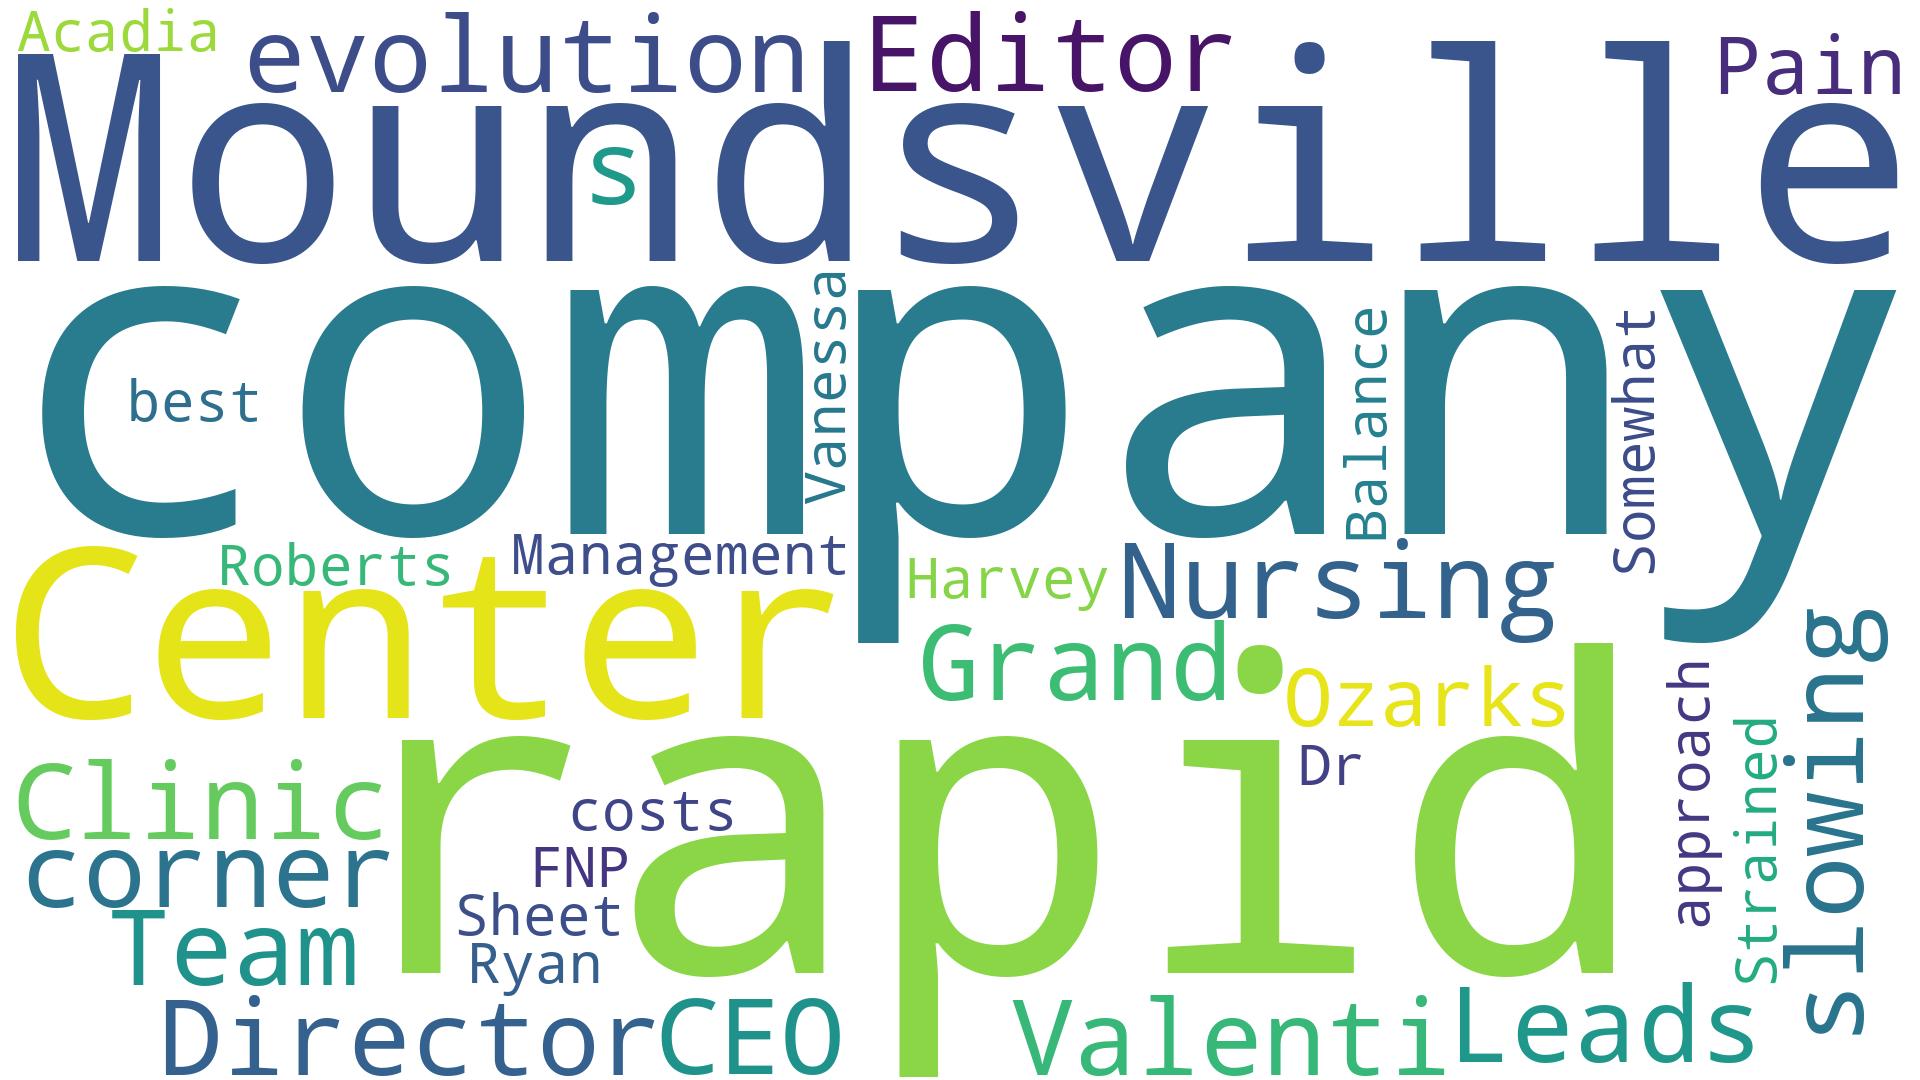 Acadia
evolution
Editor
Pain
Moundsville
s
company
Vanessa
Balance
Somewhat
best
Roberts
Management
Harvey
Nursing
Center
Grand
Ozarks
slowing
rapid
Dr
approach
Strained
Clinic
costs
corner
FNP
Sheet
Team
Ryan
Director
CEO
Valenti
Leads